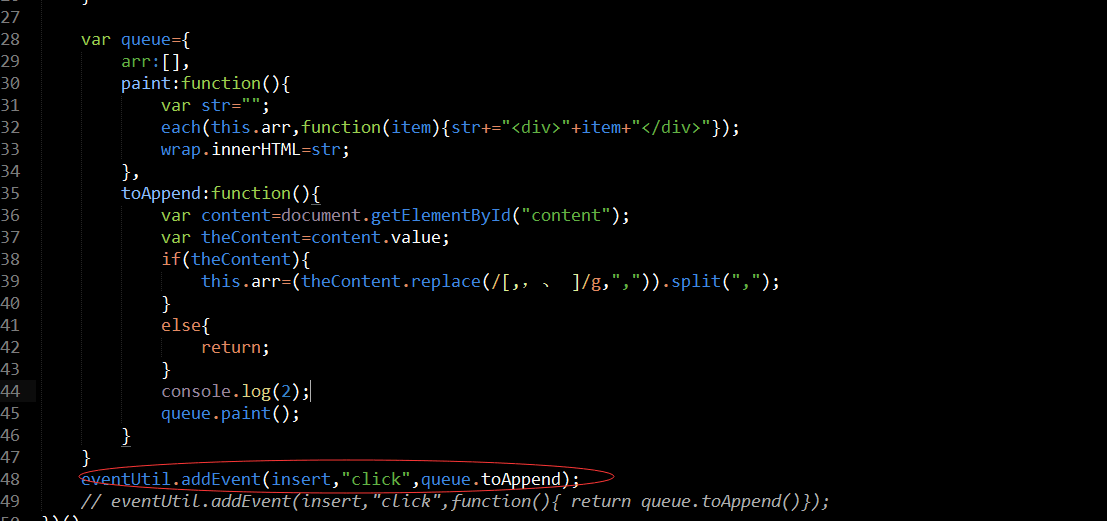 27
28 var queue={
29 arr:[],
30 paint:function(){
31 var str="";
32 each(this.arr,function(item){str+="<div>"+item+"</div>"});
33 wrap.innerHTML=str;
34 },
35 toAppend:function(){
36 var content=document.getElementById("content");
37 var theContent=content.value;
38 if(theContent){
39 this.arr=(theContent.replace(/[,，、　]/g,",")).split(",");
40 }
41 else{
42 return;
43 }
44 console.log(2);
45 queue.paint();
46 }
47 }
48 eventUtil.addEvent(insert,"click",queue.toAppend);
49 // eventUtil.addEvent(insert,"click",function(){ return queue.toAppend()});